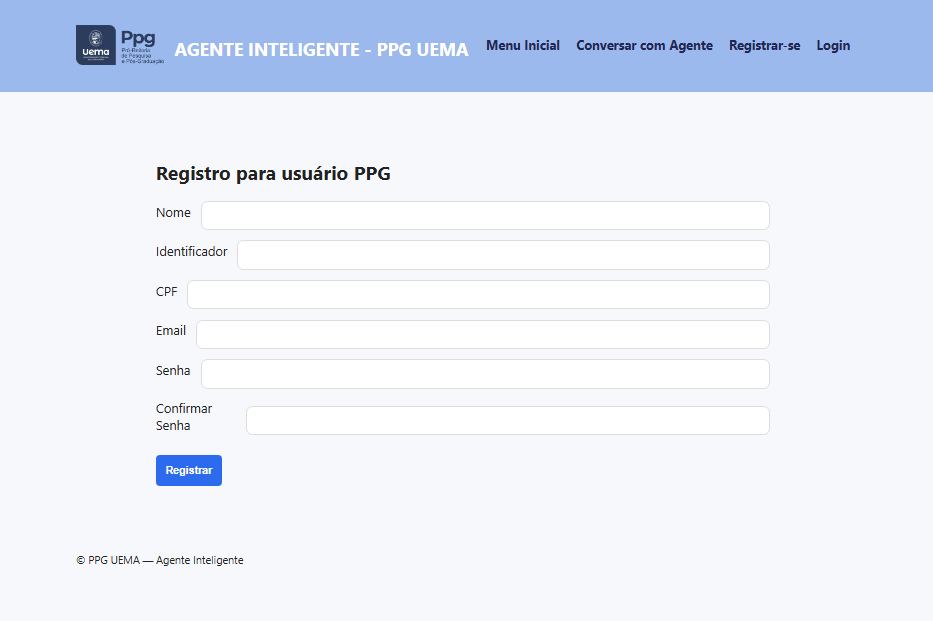 uema
Ppg
Pró-Reitoria
de Pesquisa
e Pós-Graduação
AGENTE INTELIGENTE - PPG UEMA
Menu Inicial
Conversar com Agente
Registrar-se
Login
Registro para usuário PPG
Nome
Identificador
CPF
Email
Senha
Confirmar
Senha
Registrar
© PPG UEMA — Agente Inteligente